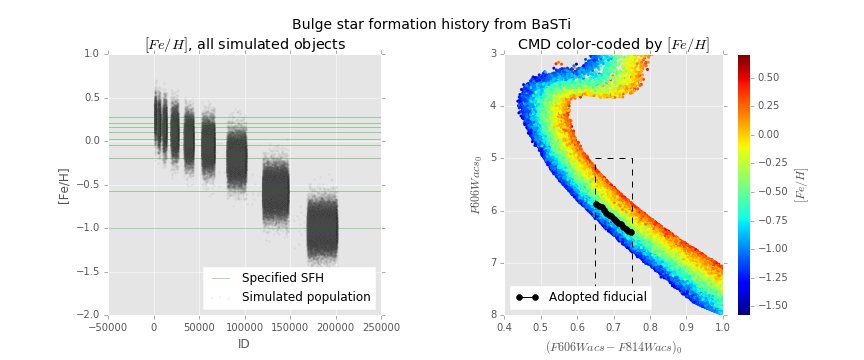 Bulge star formation history from BaSTi
[Fe/H], all simulated objects
1.0
0.5
0.0
−0.5
−1.0
−1.5
−2.0
[Fe/H]
−50000 0 50000 100000 150000 200000 250000
ID
Specified SFH
Simulated population
CMD color-coded by [Fe/H]
3
4
5
6
7
8
F606Wacs₀
0.4 0.5 0.6 0.7 0.8 0.9 1.0
(F606Wacs − F814Wacs)₀
Adopted fiducial
0.50
0.25
0.00
−0.25
−0.50
−0.75
−1.00
−1.25
−1.50
[Fe/H]